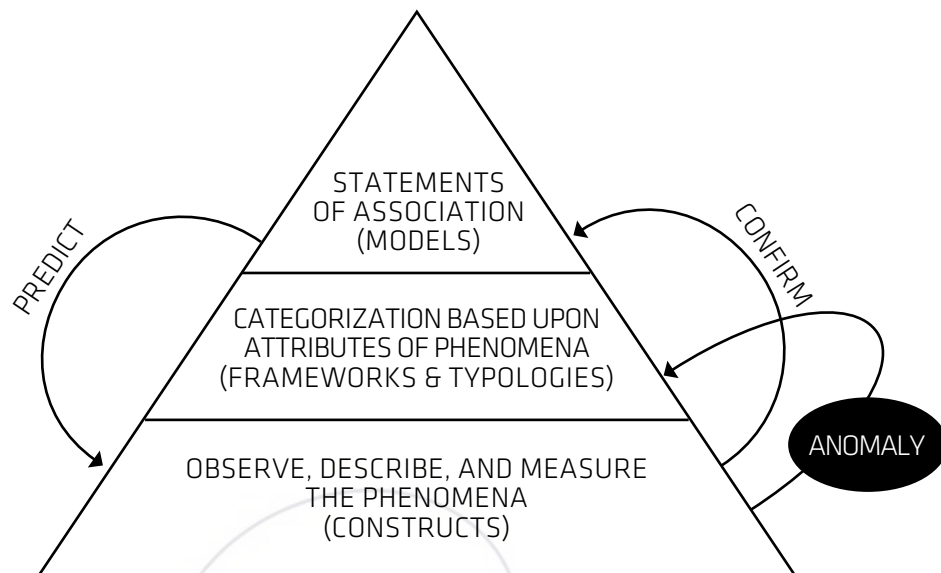 STATEMENTS
OF ASSOCIATION
(MODELS)
PREDICT
CONFIRM
CATEGORIZATION BASED UPON
ATTRIBUTES OF PHENOMENA
(FRAMEWORKS & TYPOLOGIES)
ANOMALY
OBSERVE, DESCRIBE, AND MEASURE
THE PHENOMENA
(CONSTRUCTS)